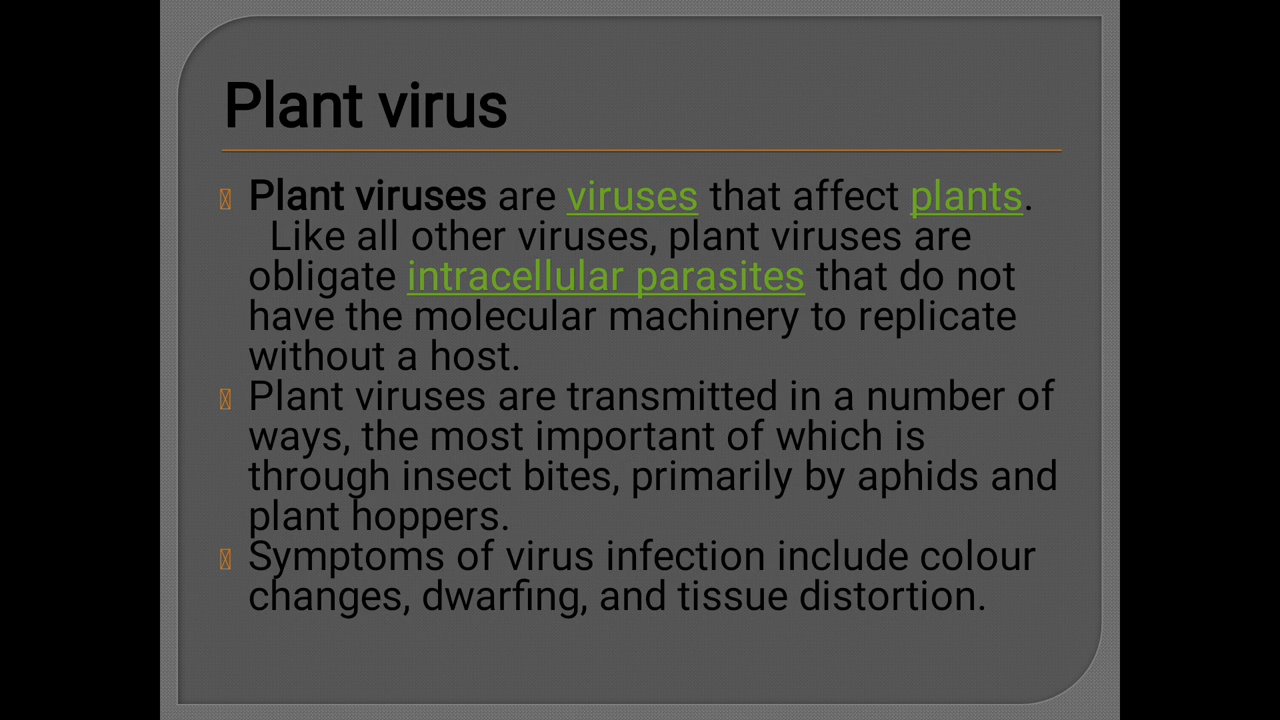 Plant virus
Plant viruses are viruses that affect plants.
Like all other viruses, plant viruses are
obligate intracellular parasites that do not
have the molecular machinery to replicate
without a host.
Plant viruses are transmitted in a number of
ways, the most important of which is
through insect bites, primarily by aphids and
plant hoppers.
Symptoms of virus infection include colour
changes, dwarfing, and tissue distortion.